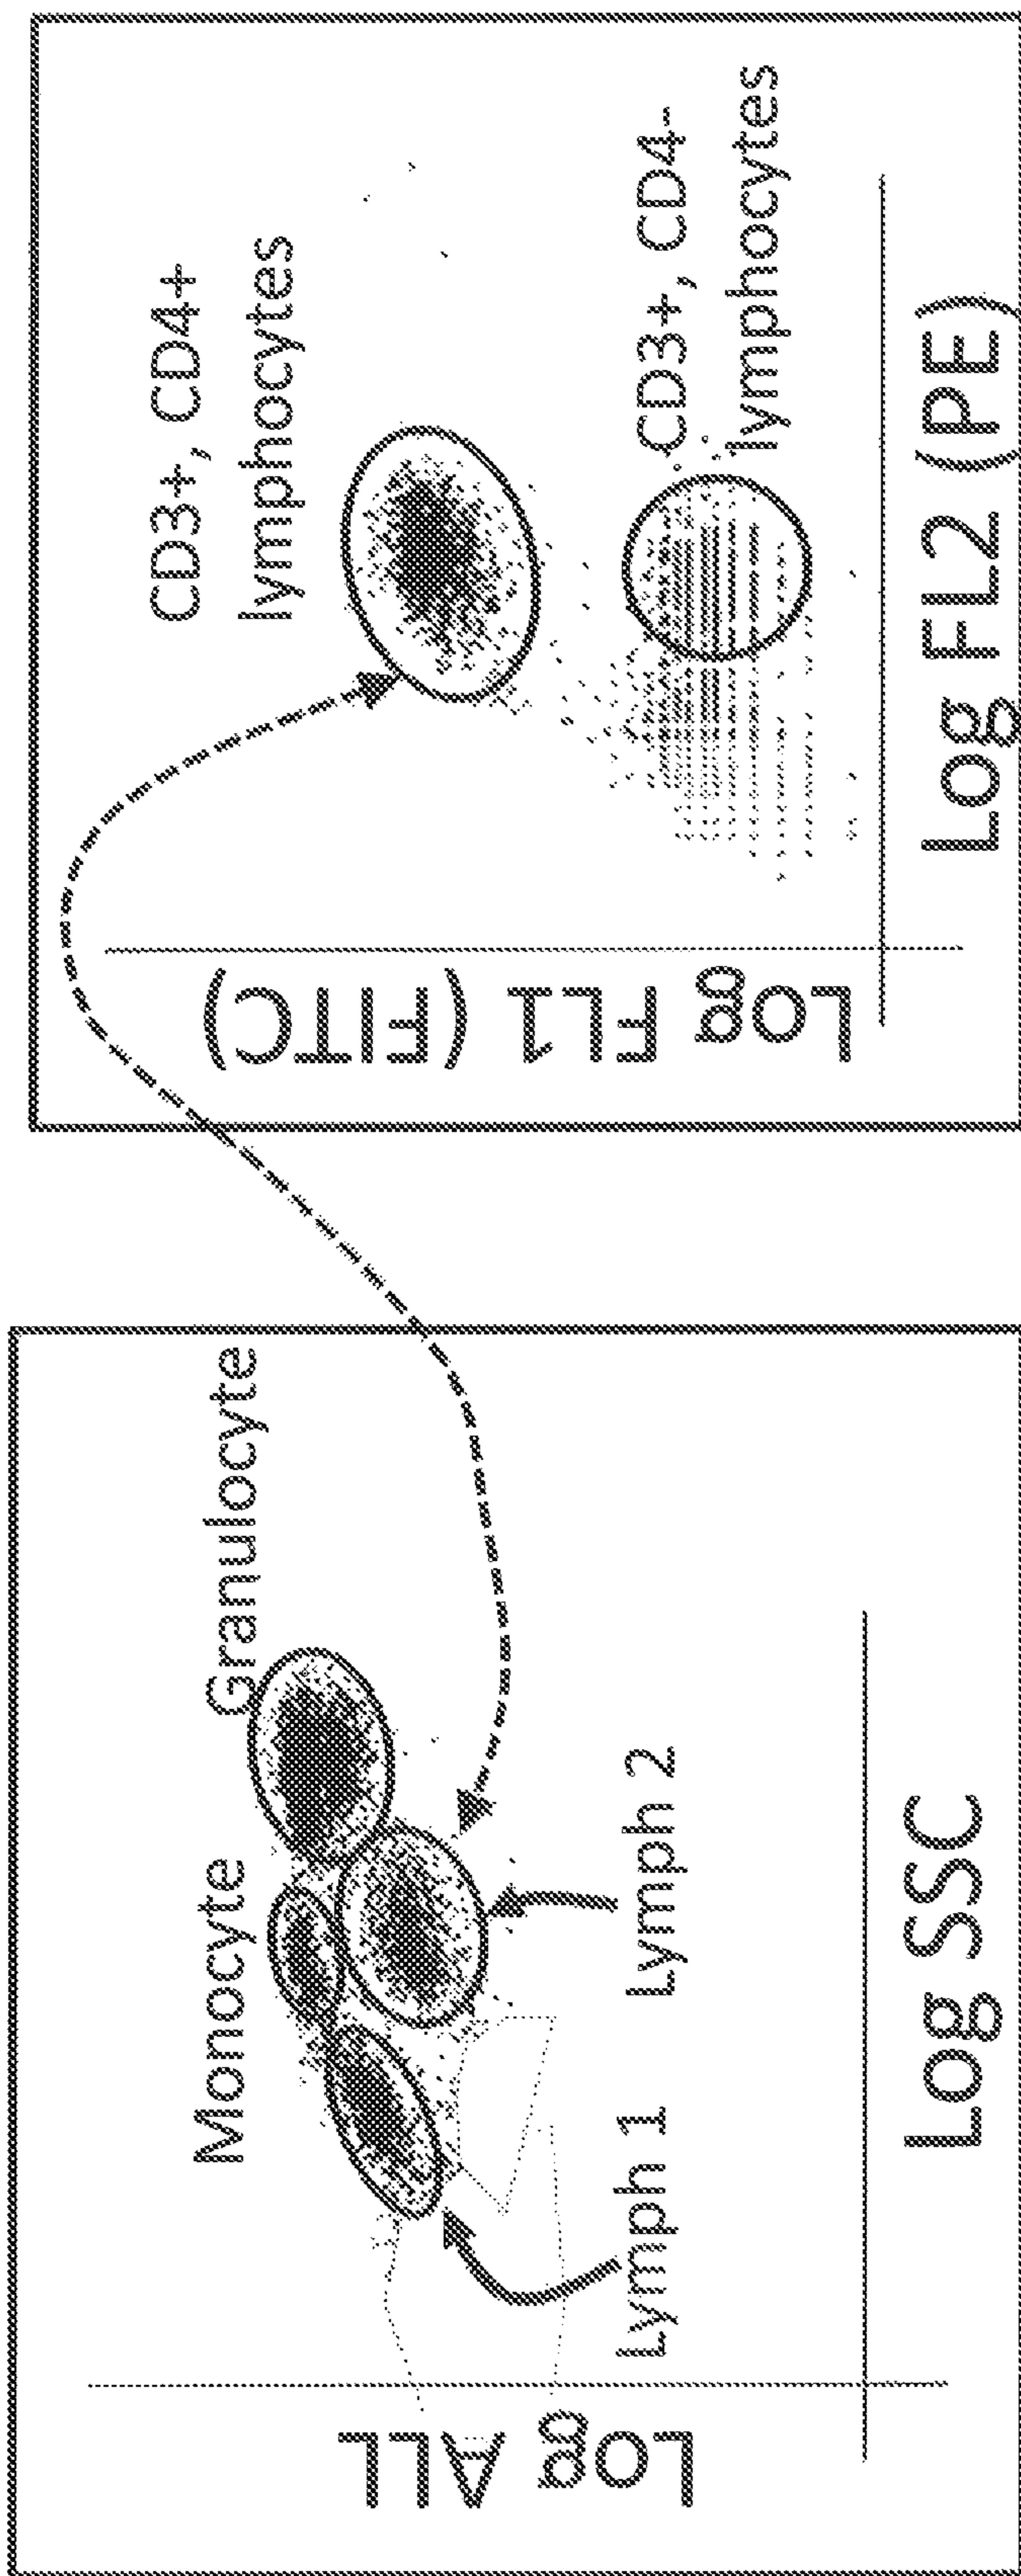 Log ALL
Monocyte
Granulocyte
Lymph 1
Lymph 2
Log SSC
Log FL1 (FITC)
CD3+, CD4+
lymphocytes
CD3+, CD4-
lymphocytes
Log FL2 (PE)